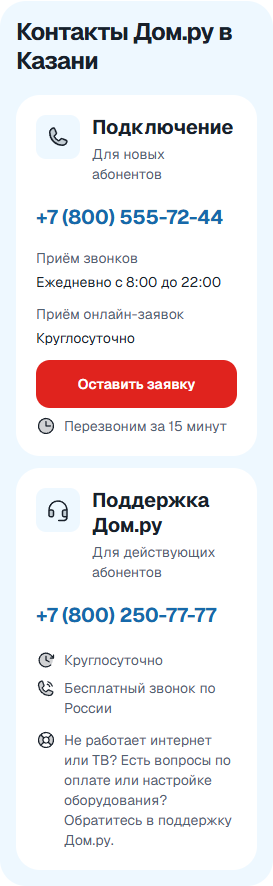 Контакты Дом.ру в
Казани
Подключение
Для новых
абонентов
+7 (800) 555-72-44
Приём звонков
Ежедневно с 8:00 до 22:00
Приём онлайн-заявок
Круглосуточно
Оставить заявку
Перезвоним за 15 минут
Поддержка
Дом.ру
Для действующих
абонентов
+7 (800) 250-77-77
Круглосуточно
Бесплатный звонок по
России
Не работает интернет
или ТВ? Есть вопросы по
оплате или настройке
оборудования?
Обратитесь в поддержку
Дом.ру.